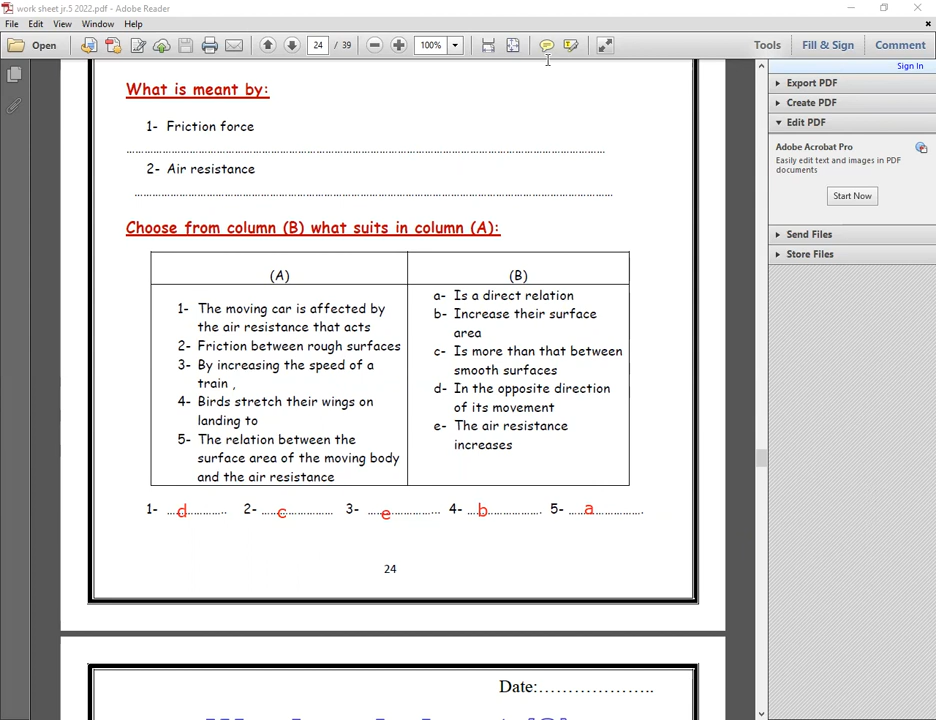 work sheet jr.5 2022.pdf - Adobe Reader
File Edit View Window Help
Open 24 / 39 100% Tools Fill & Sign Comment
Sign In
Export PDF
Create PDF
Edit PDF
Adobe Acrobat Pro
Easily edit text and images in PDF
documents
Start Now
Send Files
Store Files
What is meant by:
1- Friction force
2- Air resistance
Choose from column (B) what suits in column (A):
(A)
1- The moving car is affected by
the air resistance that acts
2- Friction between rough surfaces
3- By increasing the speed of a
train ,
4- Birds stretch their wings on
landing to
5- The relation between the
surface area of the moving body
and the air resistance
(B)
a- Is a direct relation
b- Increase their surface
area
c- Is more than that between
smooth surfaces
d- In the opposite direction
of its movement
e- The air resistance
increases
1- ....d............. 2- ....c............. 3- ....e............. 4- ...b............... 5- .....a..............
24
Date:………………..